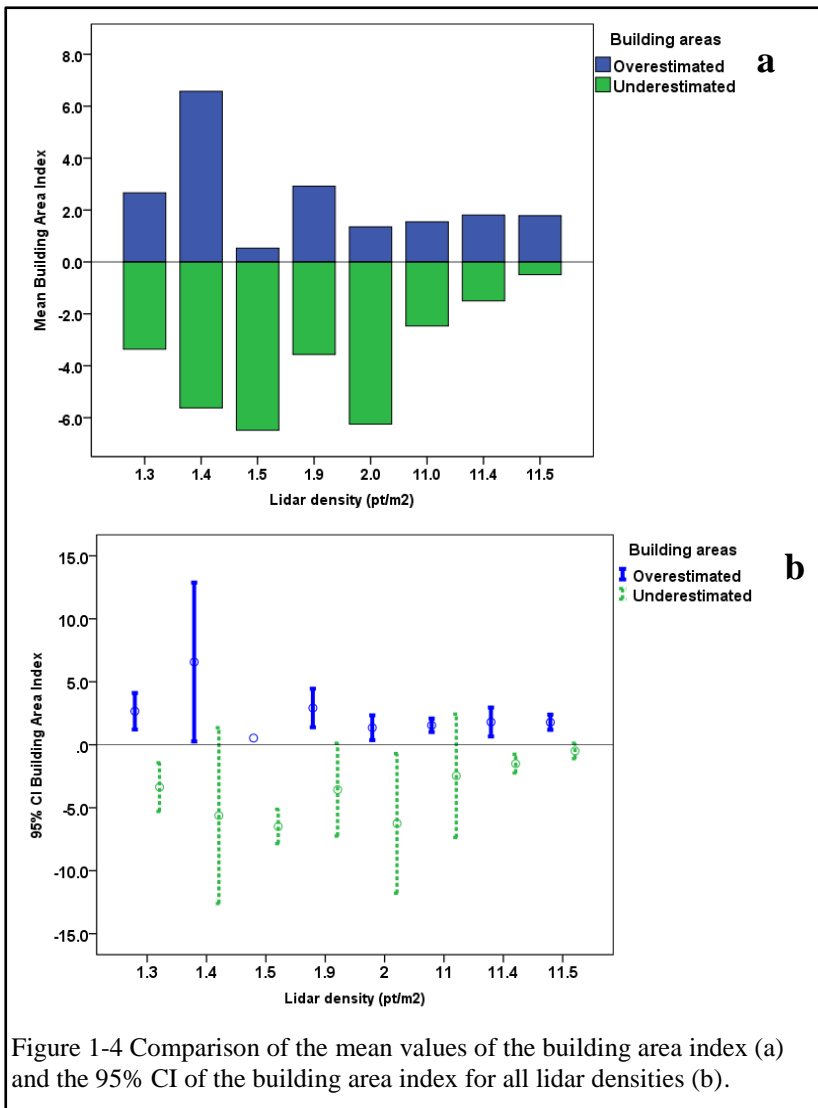 Building areas
Overestimated
Underestimated
a
8.0
6.0
4.0
2.0
0.0
-2.0
-4.0
-6.0
Mean Building Area Index
1.3 1.4 1.5 1.9 2.0 11.0 11.4 11.5
Lidar density (pt/m2)
Building areas
Overestimated
Underestimated
b
15.0
10.0
5.0
.0
-5.0
-10.0
-15.0
95% CI Building Area Index
1.3 1.4 1.5 1.9 2 11 11.4 11.5
Lidar density (pt/m2)
Figure 1-4 Comparison of the mean values of the building area index (a)
and the 95% CI of the building area index for all lidar densities (b).